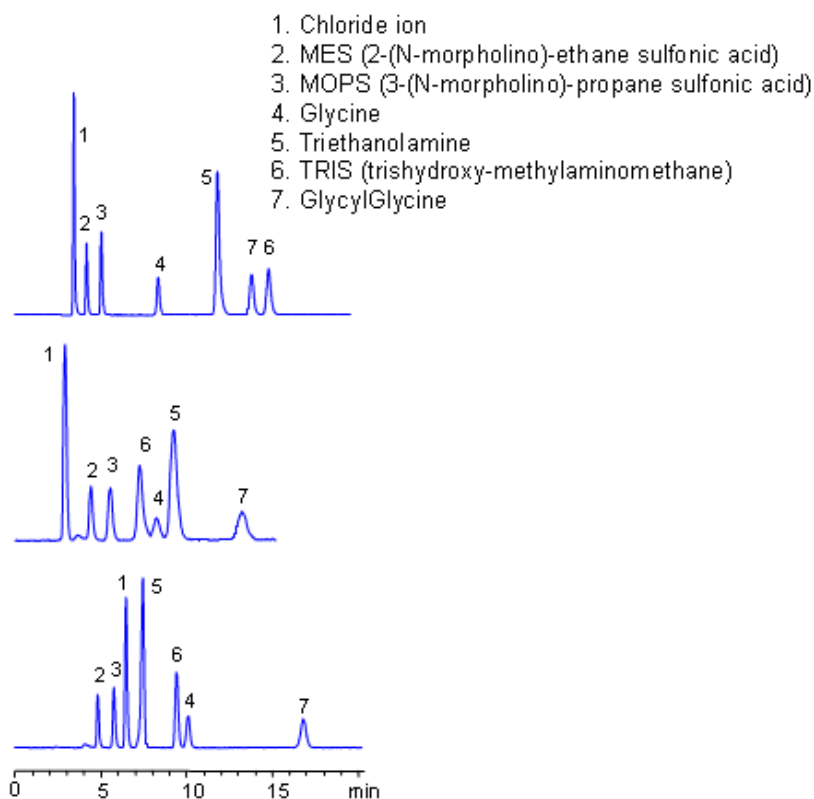 1. Chloride ion
2. MES (2-(N-morpholino)-ethane sulfonic acid)
3. MOPS (3-(N-morpholino)-propane sulfonic acid)
4. Glycine
5. Triethanolamine
6. TRIS (trishydroxy-methylaminomethane)
7. GlycylGlycine
1
2
3
4
5
7 6
1
2
3
6
4
5
7
2
3
1
5
6
4
7
0 5 10 15 min